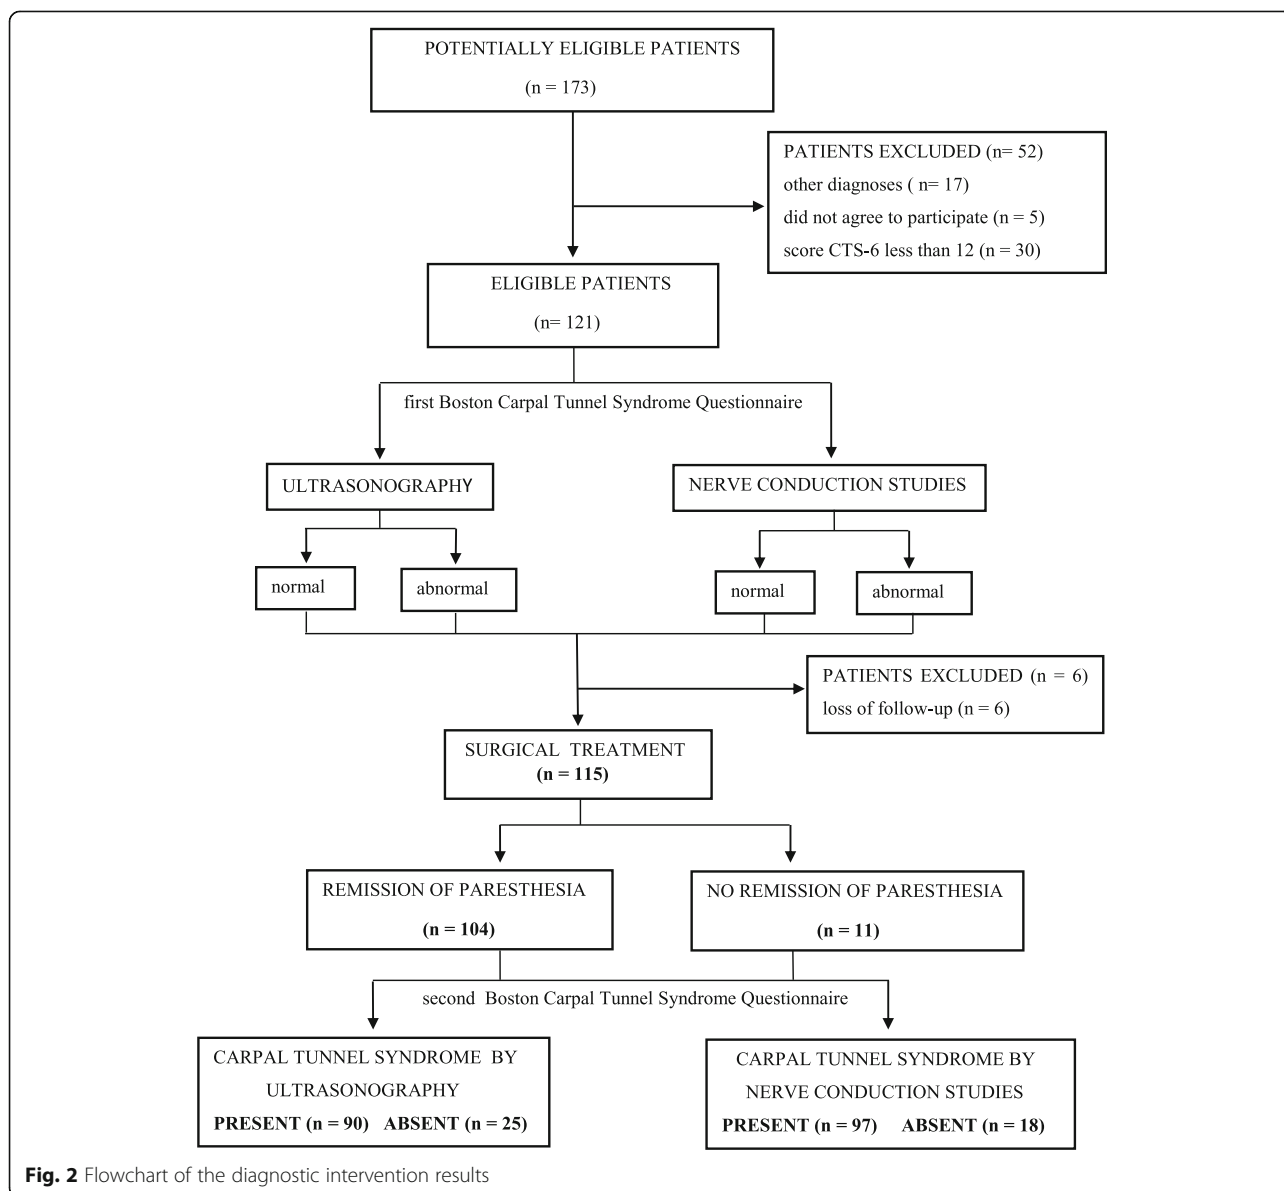 POTENTIALLY ELIGIBLE PATIENTS
(n = 173)
PATIENTS EXCLUDED (n= 52)
other diagnoses ( n= 17)
did not agree to participate (n = 5)
score CTS-6 less than 12 (n = 30)
ELIGIBLE PATIENTS
(n= 121)
first Boston Carpal Tunnel Syndrome Questionnaire
ULTRASONOGRAPHY
NERVE CONDUCTION STUDIES
normal
abnormal
normal
abnormal
PATIENTS EXCLUDED (n = 6)
loss of follow-up (n = 6)
SURGICAL TREATMENT
(n = 115)
REMISSION OF PARESTHESIA
(n = 104)
NO REMISSION OF PARESTHESIA
(n = 11)
second Boston Carpal Tunnel Syndrome Questionnaire
CARPAL TUNNEL SYNDROME BY
ULTRASONOGRAPHY
PRESENT (n = 90) ABSENT (n = 25)
CARPAL TUNNEL SYNDROME BY
NERVE CONDUCTION STUDIES
PRESENT (n = 97) ABSENT (n = 18)
Fig. 2 Flowchart of the diagnostic intervention results